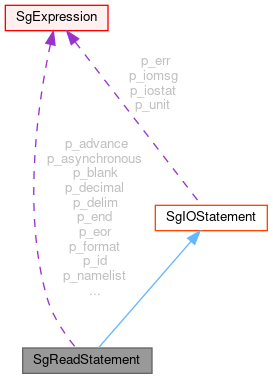 SgExpression
p_err
p_iomsg
p_iostat
p_unit
p_advance
p_asynchronous
p_blank
p_decimal
p_delim
p_end
p_eor
p_format
p_id
p_namelist
...
SgIOStatement
SgReadStatement